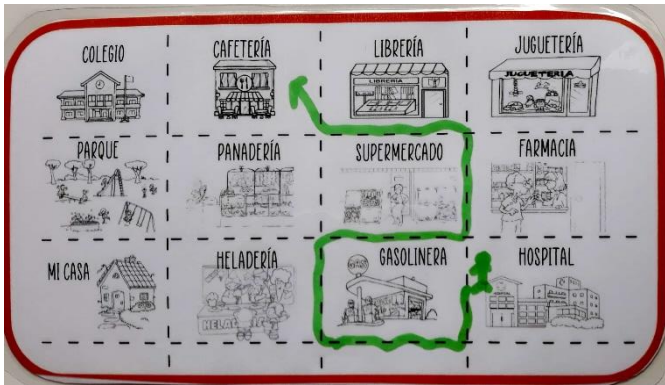 COLEGIO
CAFETERÍA
LIBRERÍA
JUGUETERÍA
LIBRERIA
JUGUETERIA
PARQUE
PANADERÍA
SUPERMERCADO
FARMACIA
MI CASA
HELADERÍA
GASOLINERA
HOSPITAL